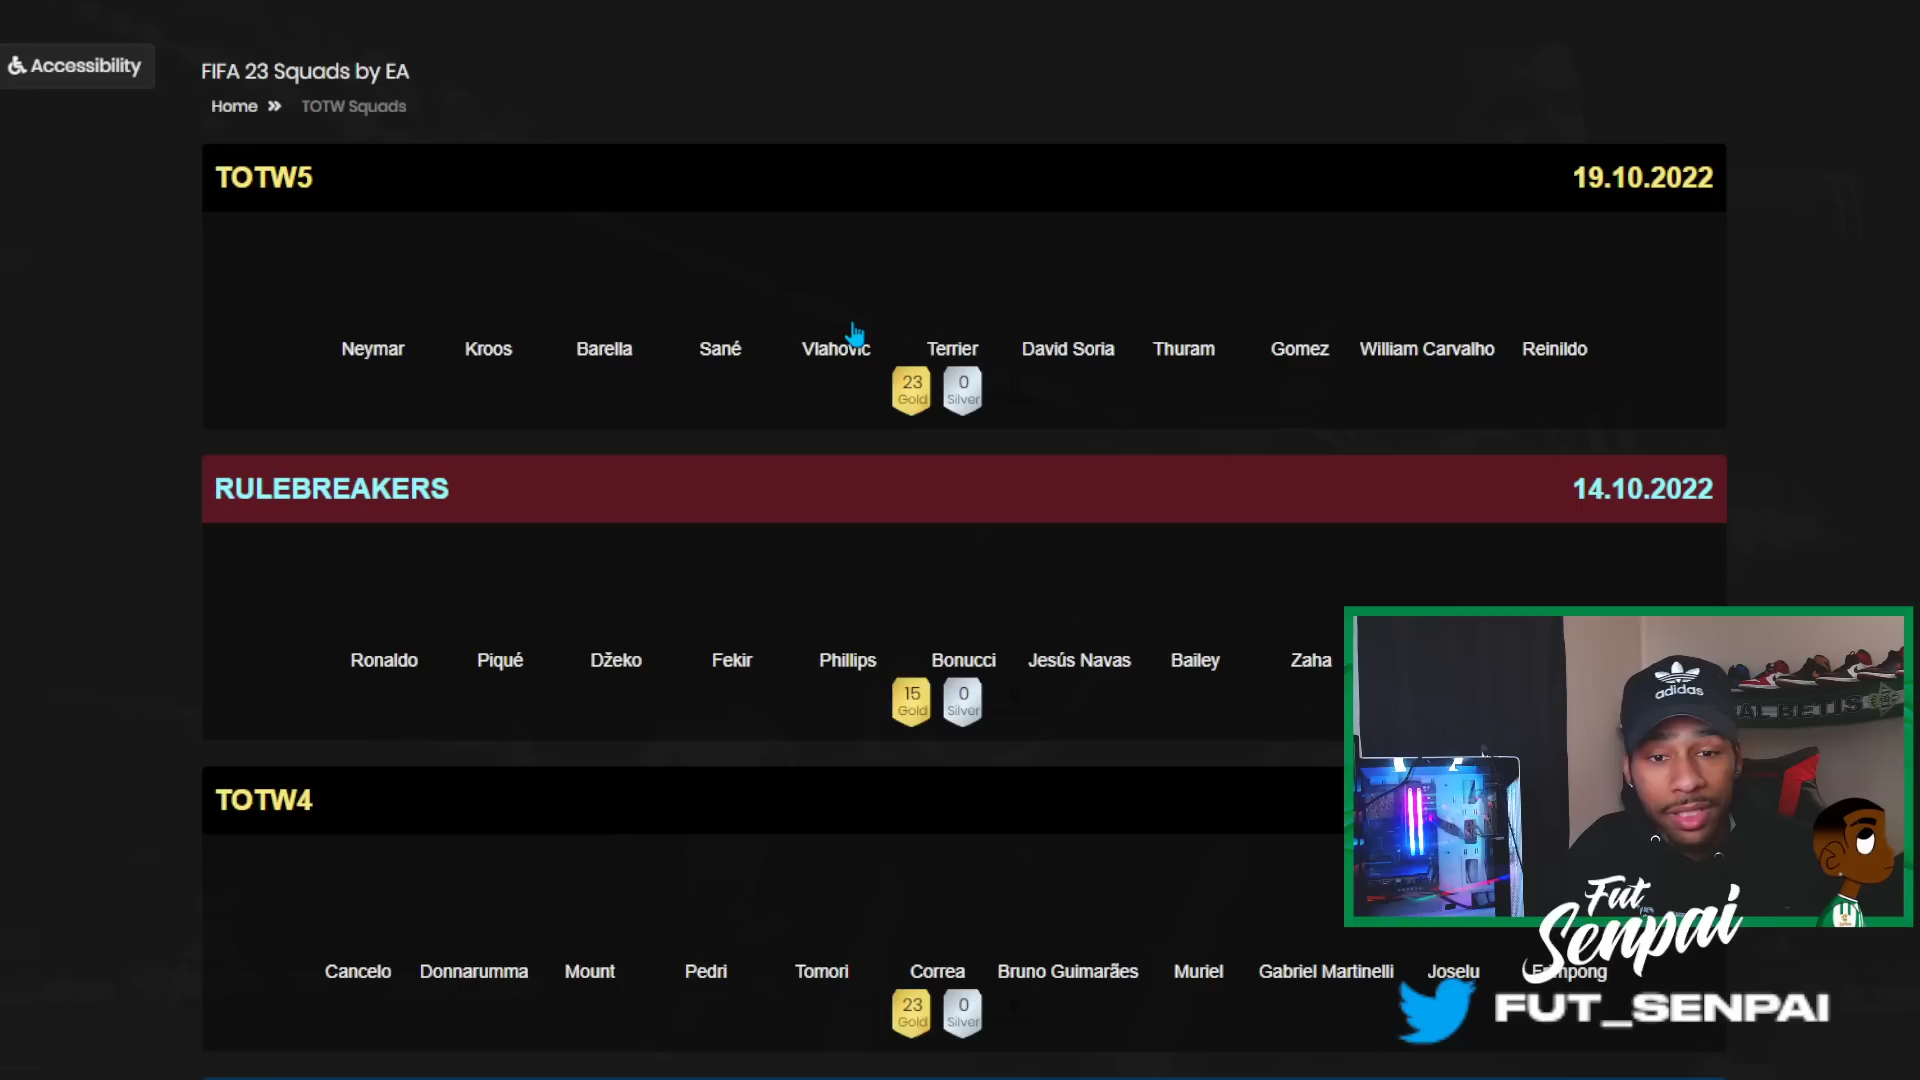 Accessibility
FIFA 23 Squads by EA
Home » TOTW Squads
TOTW5 19.10.2022
Neymar Kroos Barella Sané Vlahovic Terrier David Soria Thuram Gomez William Carvalho Reinildo
23 Gold 0 Silver
RULEBREAKERS 14.10.2022
Ronaldo Piqué Džeko Fekir Phillips Bonucci Jesús Navas Bailey Zaha
15 Gold 0 Silver
adidas
AL BETIS
TOTW4
Fut
Senpai
Cancelo Donnarumma Mount Pedri Tomori Correa Bruno Guimarães Muriel Gabriel Martinelli Joselu
23 Gold 0 Silver
FUT_SENPAI